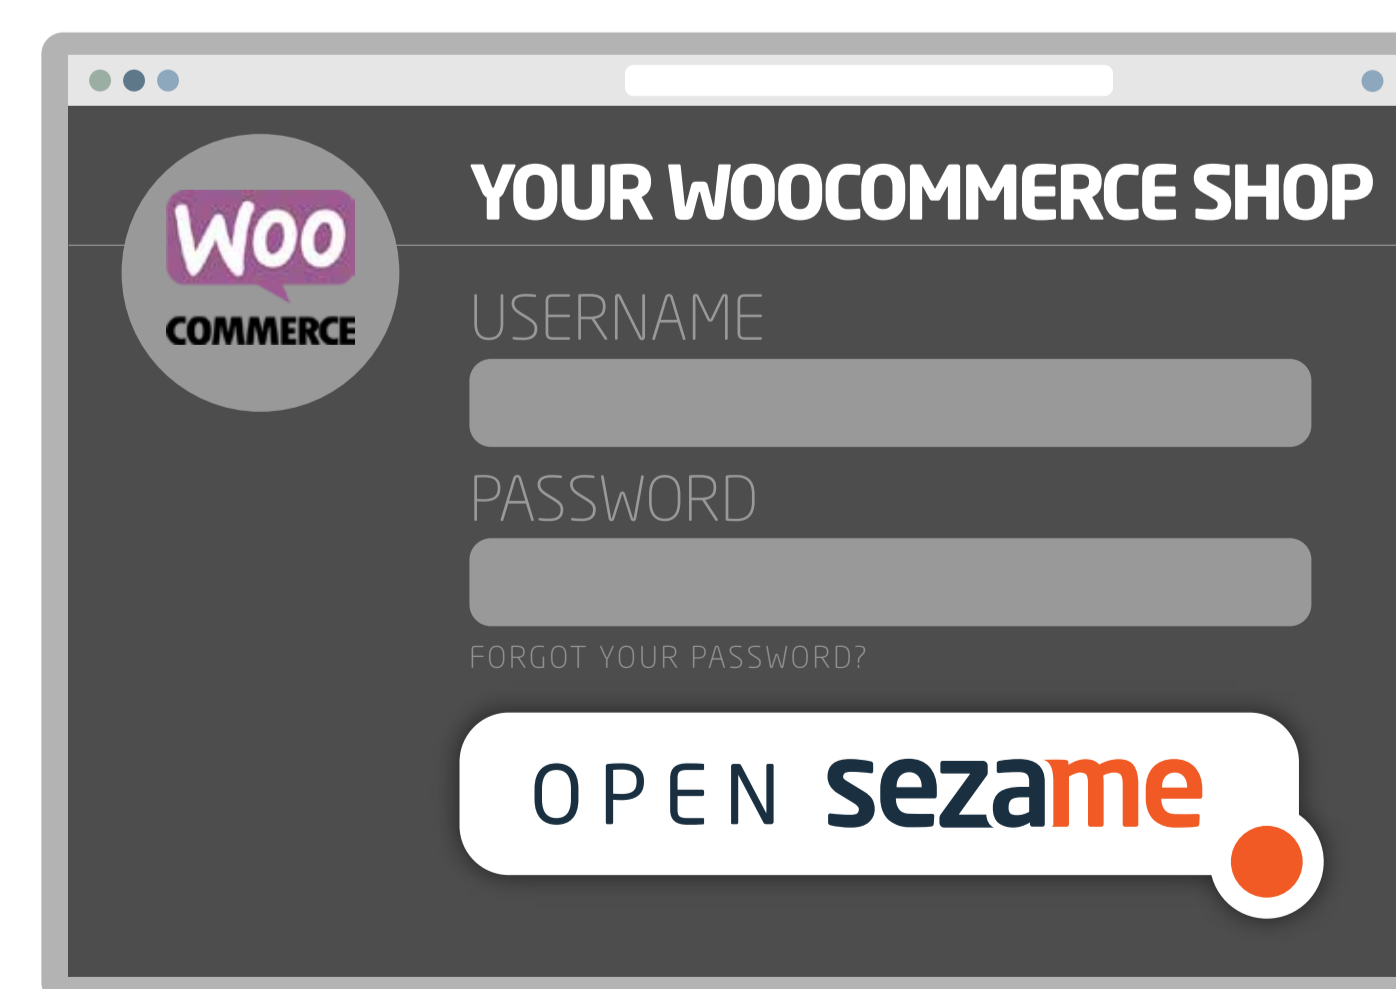 Woo
COMMERCE
YOUR WOOCOMMERCE SHOP
USERNAME
PASSWORD
FORGOT YOUR PASSWORD?
OPEN sezame